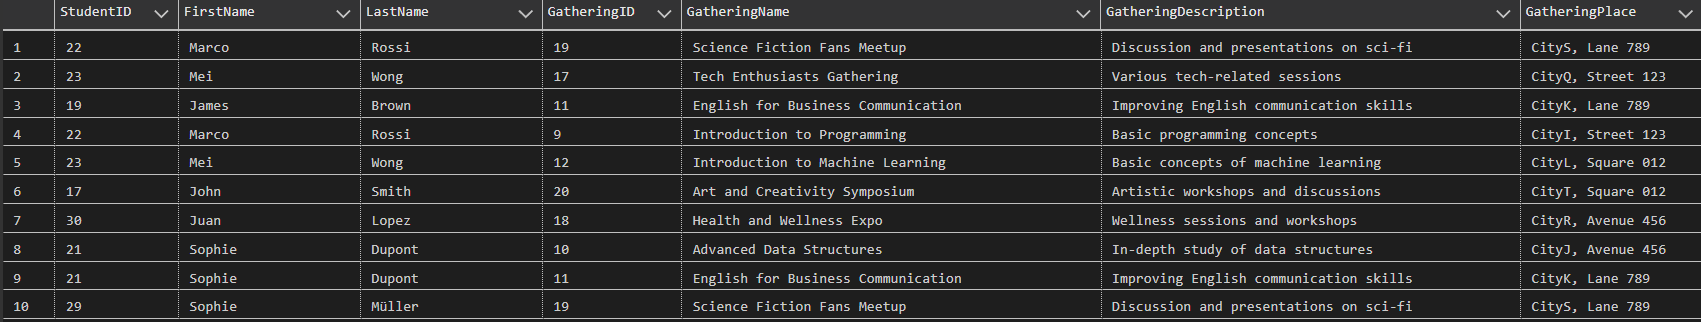 StudentID FirstName LastName GatheringID GatheringName GatheringDescription GatheringPlace
1 22 Marco Rossi 19 Science Fiction Fans Meetup Discussion and presentations on sci-fi CityS, Lane 789
2 23 Mei Wong 17 Tech Enthusiasts Gathering Various tech-related sessions CityQ, Street 123
3 19 James Brown 11 English for Business Communication Improving English communication skills CityK, Lane 789
4 22 Marco Rossi 9 Introduction to Programming Basic programming concepts CityI, Street 123
5 23 Mei Wong 12 Introduction to Machine Learning Basic concepts of machine learning CityL, Square 012
6 17 John Smith 20 Art and Creativity Symposium Artistic workshops and discussions CityT, Square 012
7 30 Juan Lopez 18 Health and Wellness Expo Wellness sessions and workshops CityR, Avenue 456
8 21 Sophie Dupont 10 Advanced Data Structures In-depth study of data structures CityJ, Avenue 456
9 21 Sophie Dupont 11 English for Business Communication Improving English communication skills CityK, Lane 789
10 29 Sophie Müller 19 Science Fiction Fans Meetup Discussion and presentations on sci-fi CityS, Lane 789